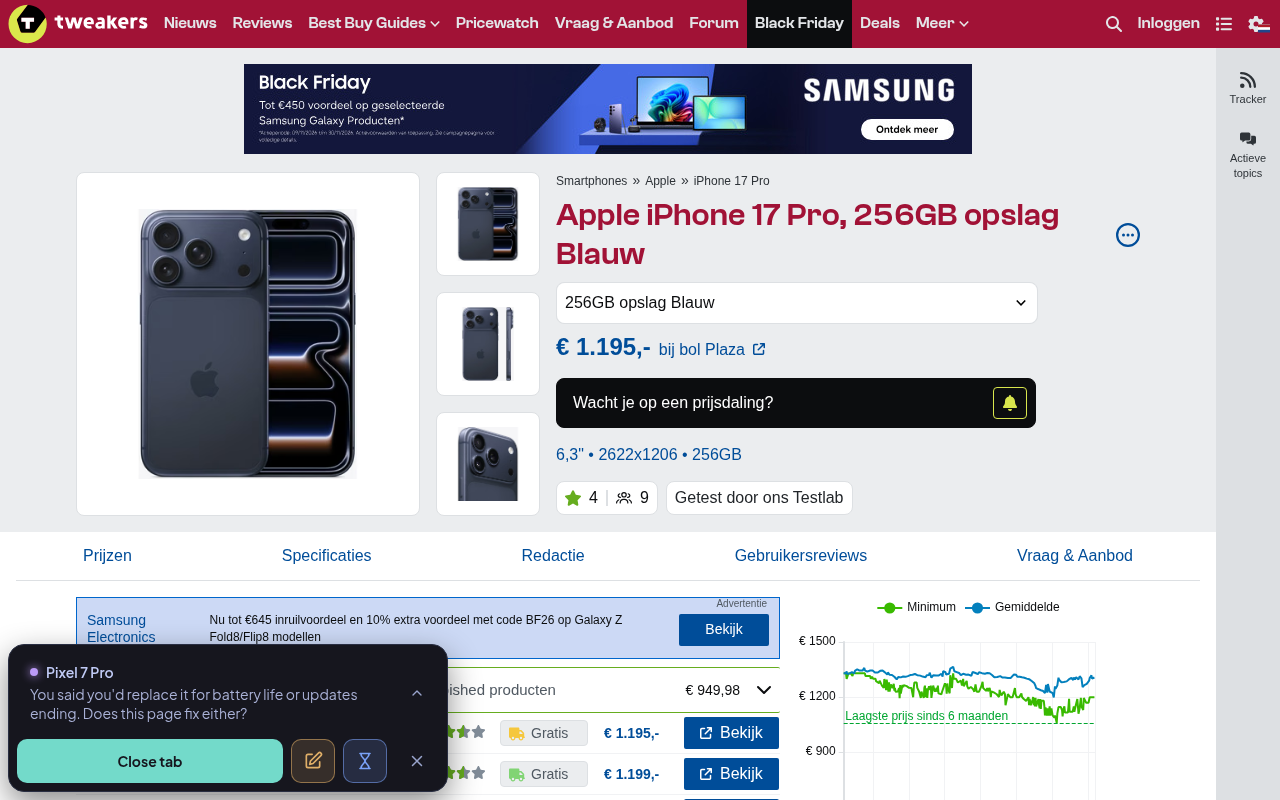 tweakers Nieuws Reviews Best Buy Guides Pricewatch Vraag & Aanbod Forum Black Friday Deals Meer Inloggen
Black Friday
Tot €450 voordeel op geselecteerde
Samsung Galaxy Producten*
SAMSUNG
Ontdek meer
Tracker
Actieve
topics
Smartphones » Apple » iPhone 17 Pro
Apple iPhone 17 Pro, 256GB opslag
Blauw
256GB opslag Blauw
€ 1.195,- bij bol Plaza
Wacht je op een prijsdaling?
6,3" • 2622x1206 • 256GB
4 9 Getest door ons Testlab
Prijzen Specificaties Redactie Gebruikersreviews Vraag & Aanbod
Advertentie
Samsung
Electronics
Nu tot €645 inruilvoordeel en 10% extra voordeel met code BF26 op Galaxy Z
Fold8/Flip8 modellen
Bekijk
ished producten € 949,98
Gratis € 1.195,- Bekijk
Gratis € 1.199,- Bekijk
Minimum Gemiddelde
€ 1500
€ 1200
Laagste prijs sinds 6 maanden
€ 900
Pixel 7 Pro
You said you'd replace it for battery life or updates
ending. Does this page fix either?
Close tab